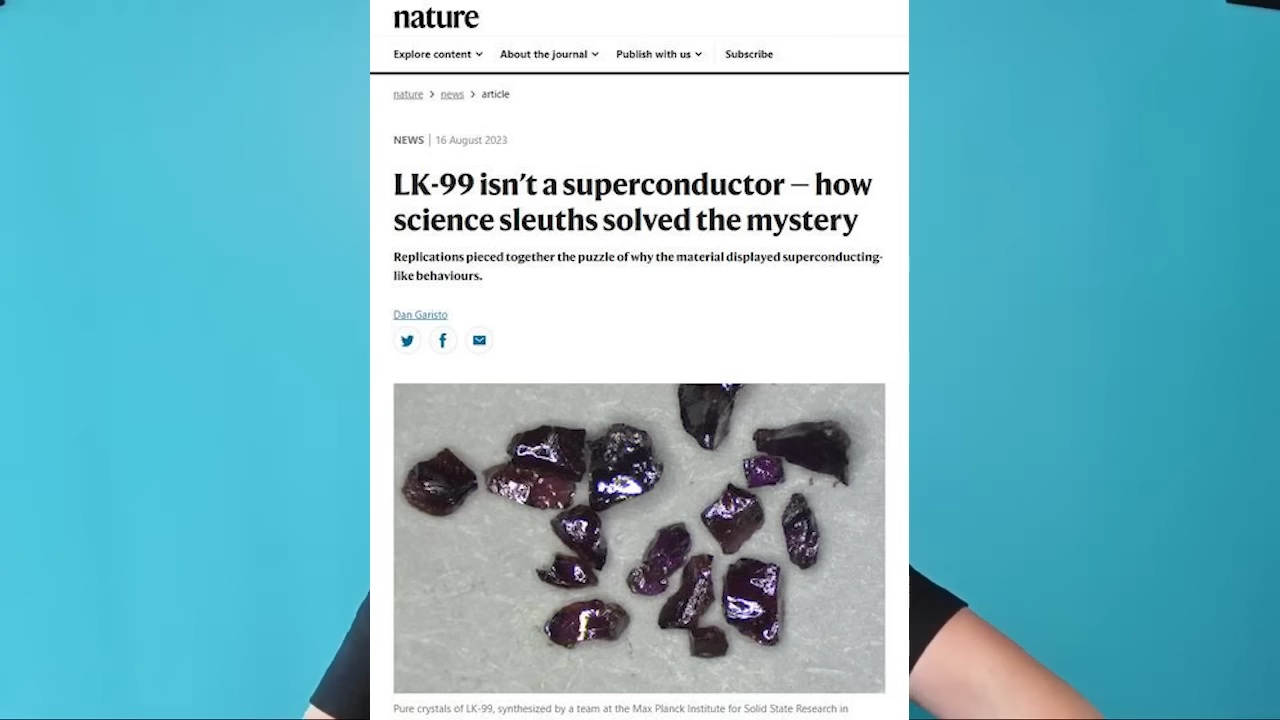 nature
Explore content About the journal Publish with us Subscribe
nature > news > article
NEWS | 16 August 2023
LK-99 isn’t a superconductor — how
science sleuths solved the mystery
Replications pieced together the puzzle of why the material displayed superconducting-
like behaviours.
Dan Garisto
Pure crystals of LK-99, synthesized by a team at the Max Planck Institute for Solid State Research in